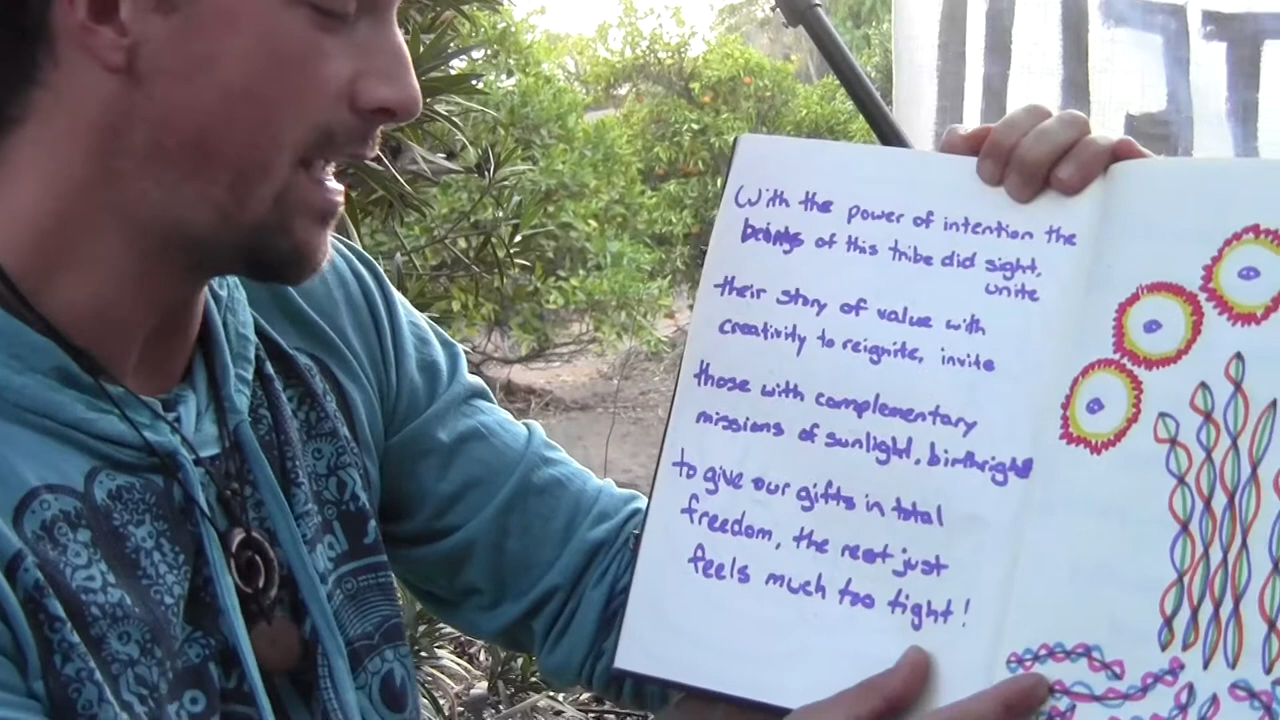 With the power of intention the
beings of this tribe did sight,
unite
their story of value with
creativity to reignite, invite
those with complementary
missions of sunlight, birthright
to give our gifts in total
freedom, the rest just
feels much too tight!